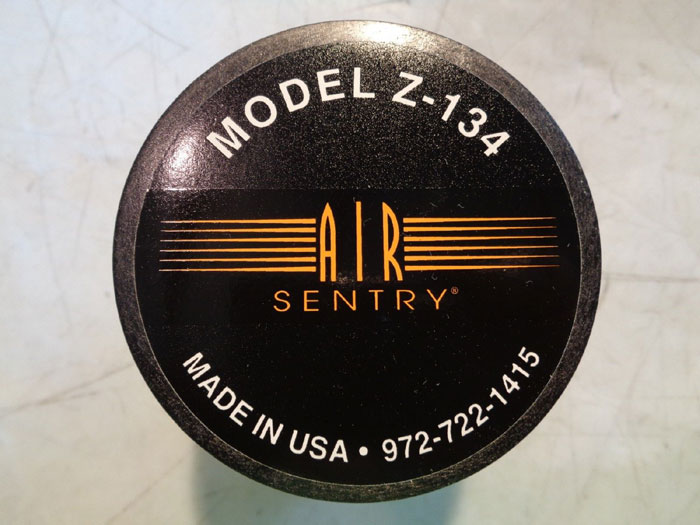 MODEL Z-134
AIR
SENTRY®
MADE IN USA • 972-722-1415